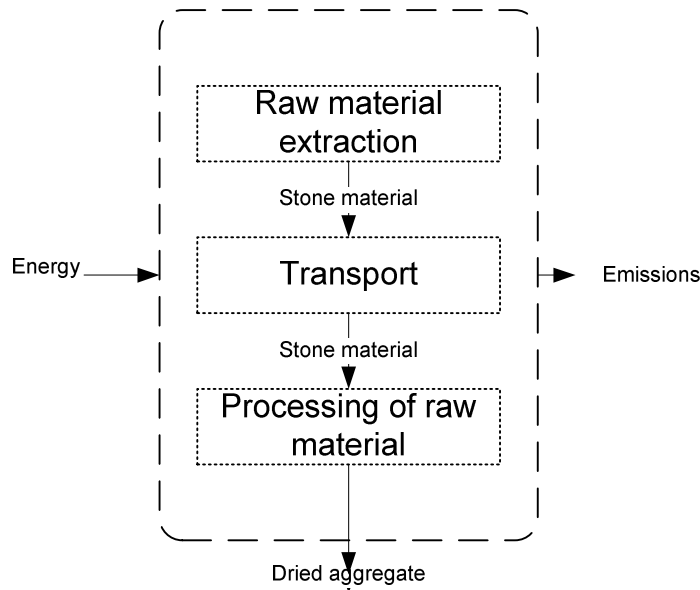 Raw material
extraction
Stone material
Energy
Transport
Emissions
Stone material
Processing of raw
material
Dried aggregate